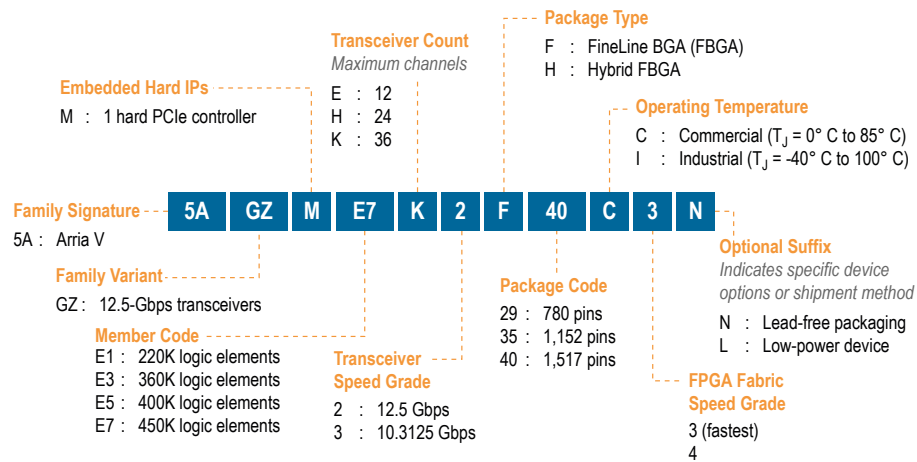 Package Type
F : FineLine BGA (FBGA)
H : Hybrid FBGA
Transceiver Count
Maximum channels
E : 12
H : 24
K : 36
Embedded Hard IPs
M : 1 hard PCIe controller
Operating Temperature
C : Commercial (TJ = 0° C to 85° C)
I : Industrial (TJ = -40° C to 100° C)
5A GZ M E7 K 2 F 40 C 3 N
Family Signature
5A : Arria V
Family Variant
GZ : 12.5-Gbps transceivers
Member Code
E1 : 220K logic elements
E3 : 360K logic elements
E5 : 400K logic elements
E7 : 450K logic elements
Transceiver
Speed Grade
2 : 12.5 Gbps
3 : 10.3125 Gbps
Package Code
29 : 780 pins
35 : 1,152 pins
40 : 1,517 pins
Optional Suffix
Indicates specific device
options or shipment method
N : Lead-free packaging
L : Low-power device
FPGA Fabric
Speed Grade
3 (fastest)
4